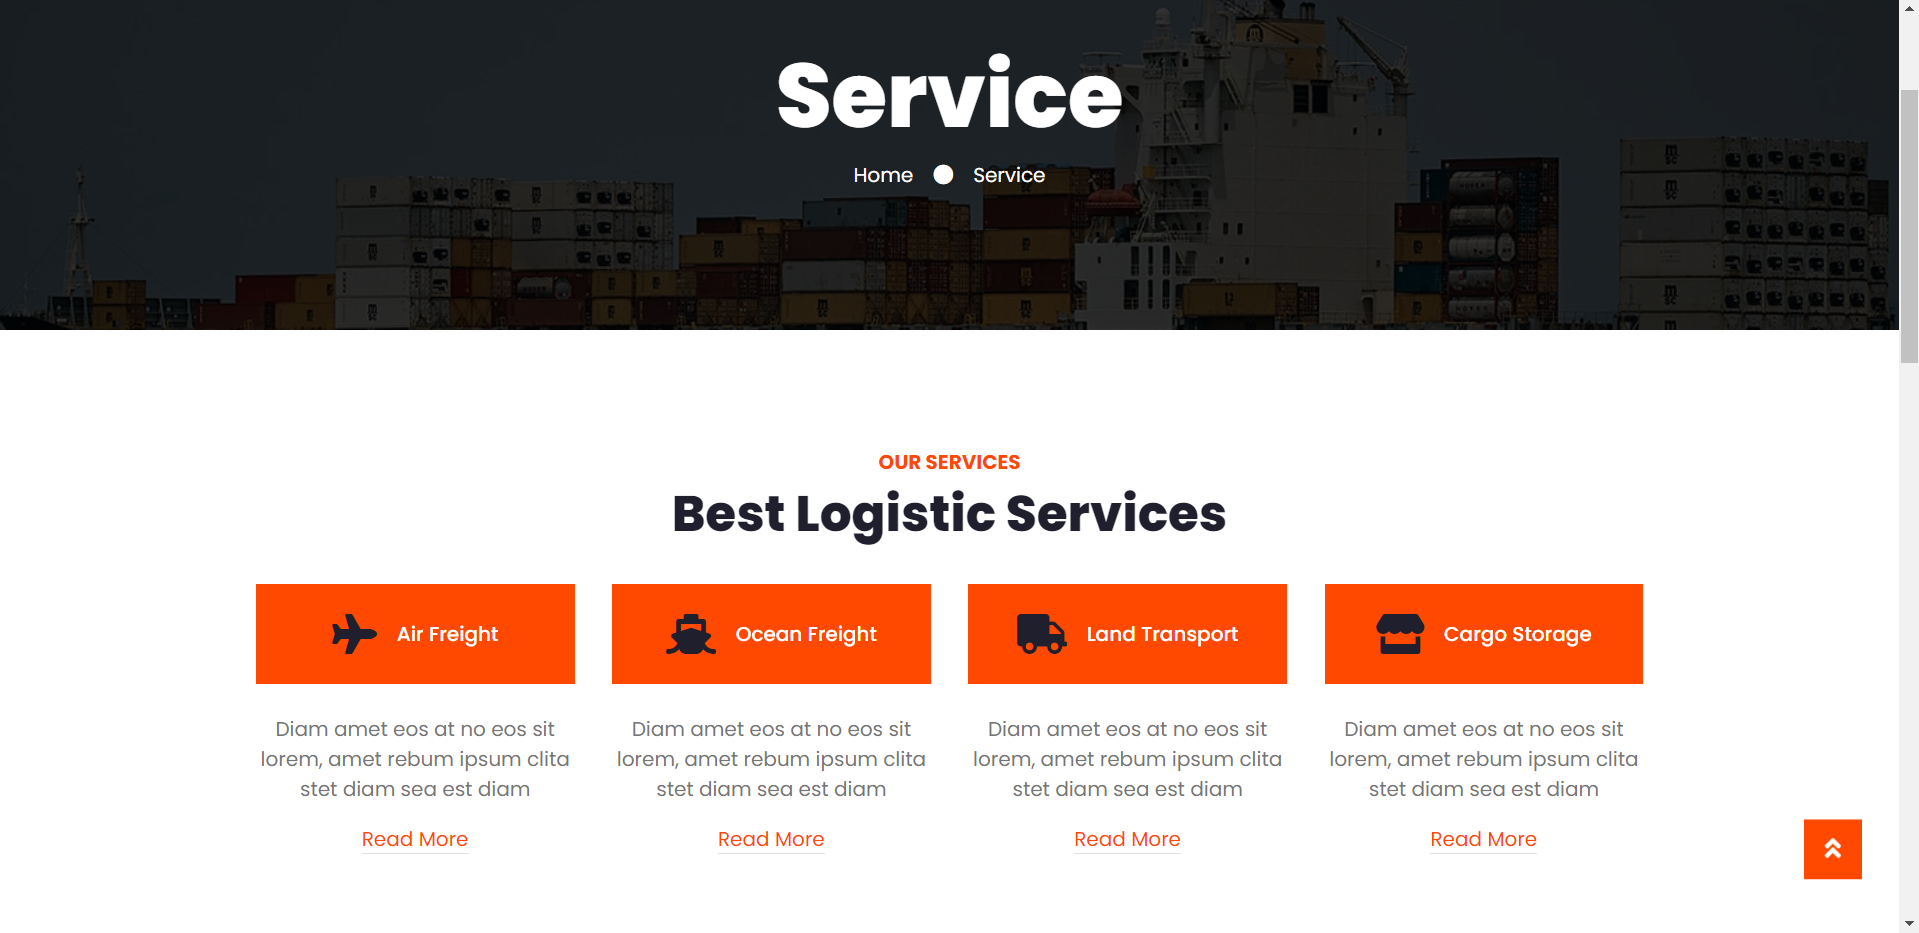 Service
Home Service
OUR SERVICES
Best Logistic Services
Air Freight
Ocean Freight
Land Transport
Cargo Storage
Diam amet eos at no eos sit
lorem, amet rebum ipsum clita
stet diam sea est diam
Read More
Diam amet eos at no eos sit
lorem, amet rebum ipsum clita
stet diam sea est diam
Read More
Diam amet eos at no eos sit
lorem, amet rebum ipsum clita
stet diam sea est diam
Read More
Diam amet eos at no eos sit
lorem, amet rebum ipsum clita
stet diam sea est diam
Read More